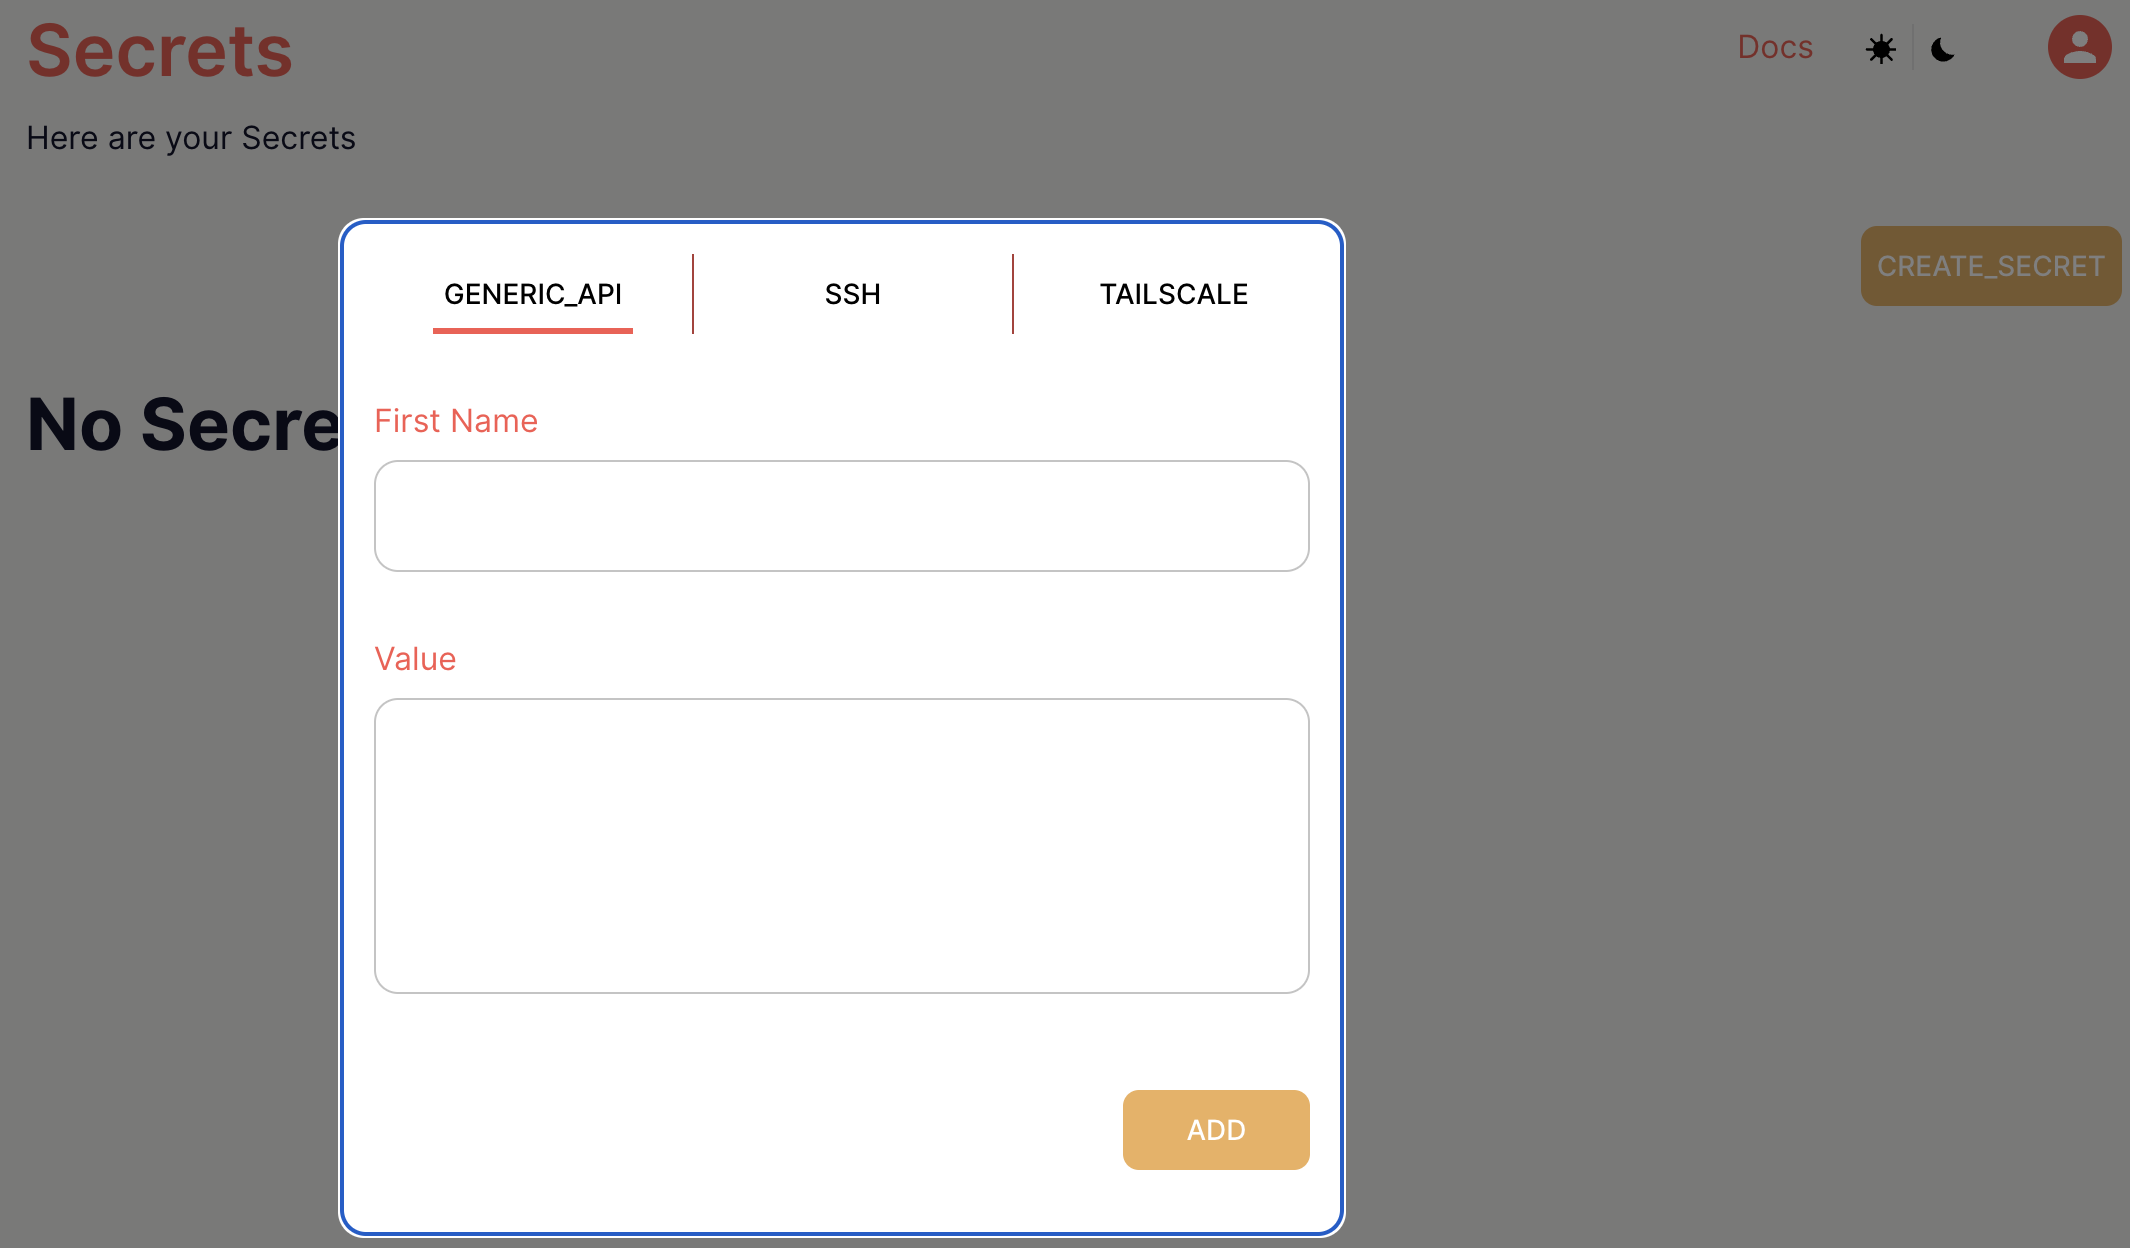 Secrets
Docs
Here are your Secrets
CREATE_SECRET
GENERIC_API
SSH
TAILSCALE
No Secre
First Name
Value
ADD